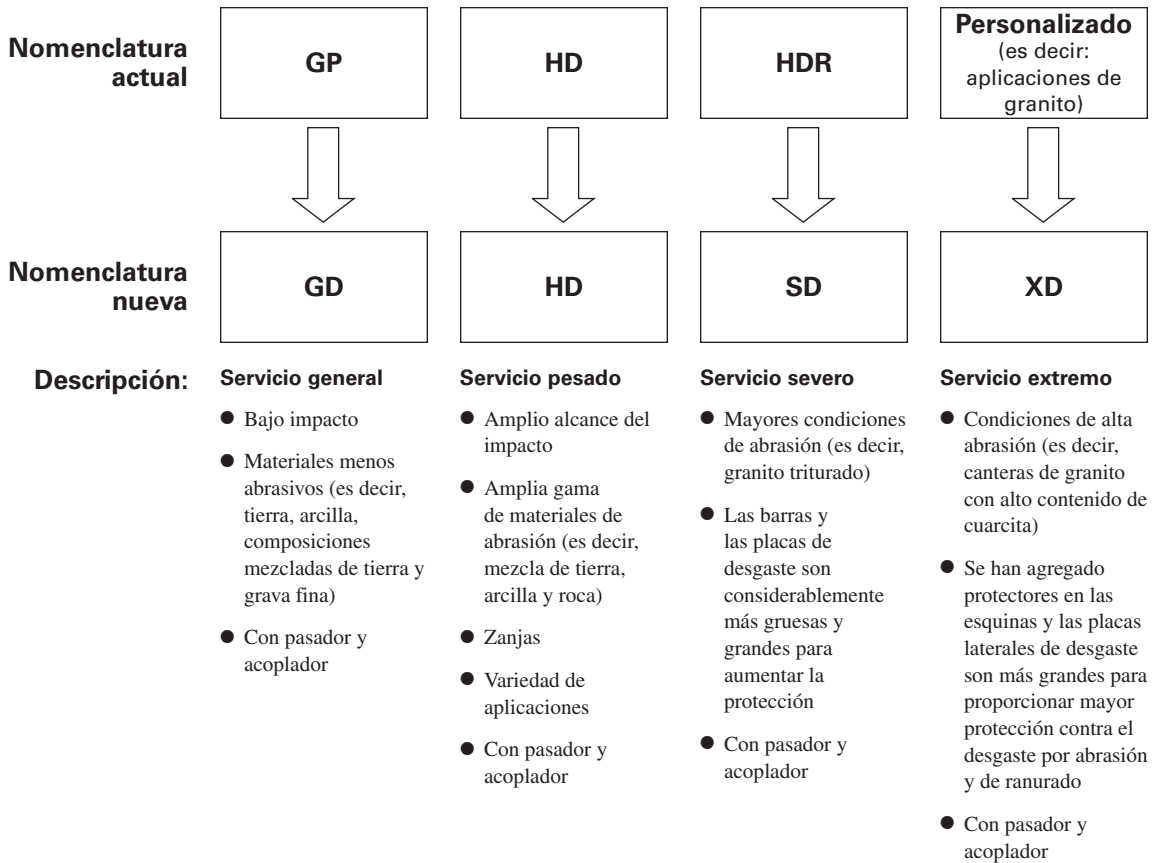 Nomenclatura
actual
GP
HD
HDR
Personalizado
(es decir:
aplicaciones de
granito)
Nomenclatura
nueva
GD
HD
SD
XD
Descripción:
Servicio general
● Bajo impacto
● Materiales menos
abrasivos (es decir,
tierra, arcilla,
composiciones
mezcladas de tierra y
grava fina)
● Con pasador y
acoplador
Servicio pesado
● Amplio alcance del
impacto
● Amplia gama
de materiales de
abrasión (es decir,
mezcla de tierra,
arcilla y roca)
● Zanjas
● Variedad de
aplicaciones
● Con pasador y
acoplador
Servicio severo
● Mayores condiciones
de abrasión (es decir,
granito triturado)
● Las barras y
las placas de
desgaste son
considerablemente
más gruesas y
grandes para
aumentar la
protección
● Con pasador y
acoplador
Servicio extremo
● Condiciones de alta
abrasión (es decir,
canteras de granito
con alto contenido de
cuarcita)
● Se han agregado
protectores en las
esquinas y las placas
laterales de desgaste
son más grandes para
proporcionar mayor
protección contra el
desgaste por abrasión
y de ranurado
● Con pasador y
acoplador